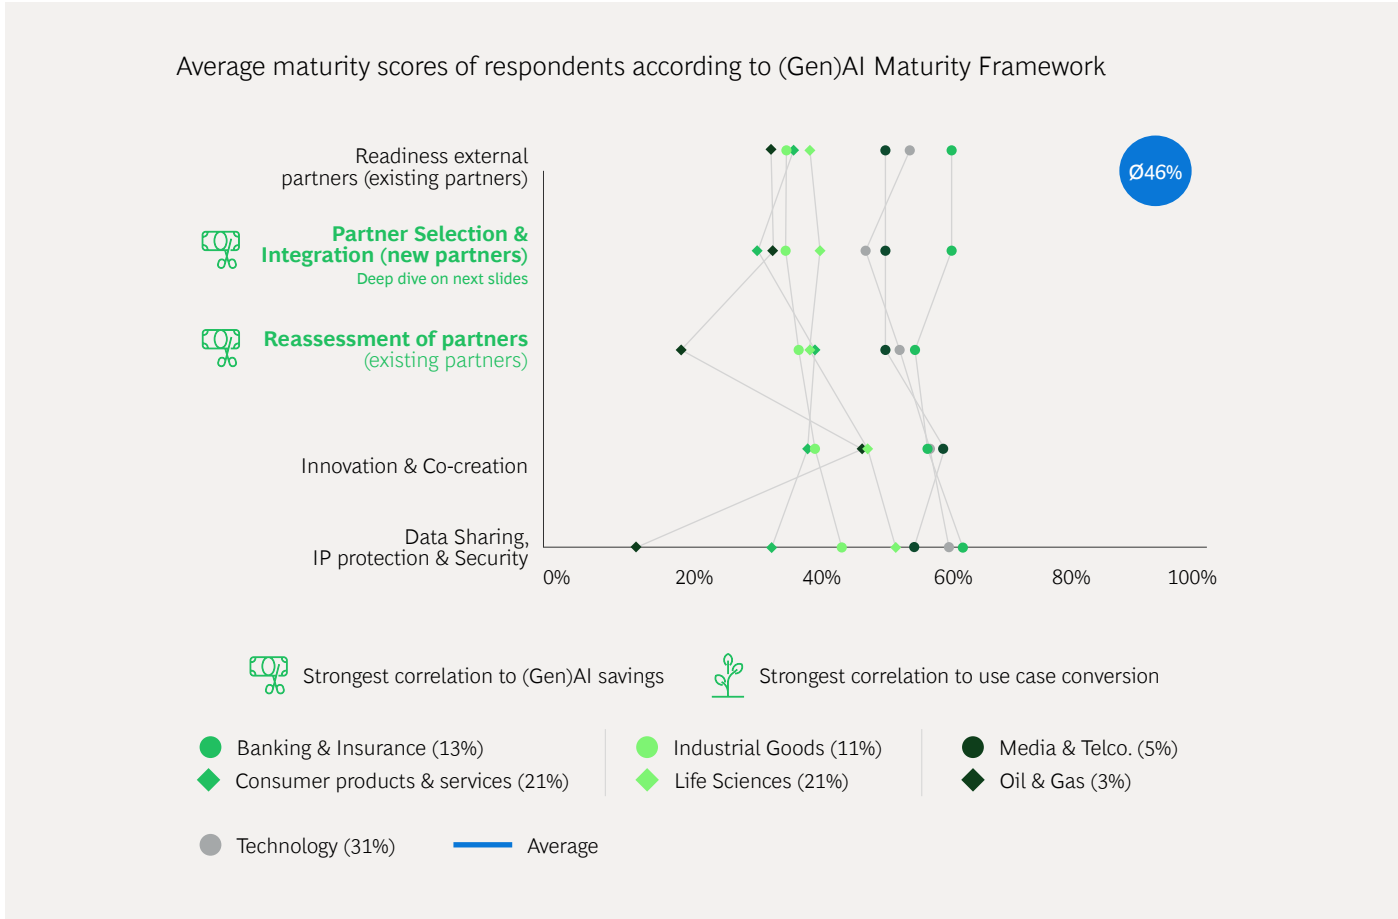 Average maturity scores of respondents according to (Gen)AI Maturity Framework
Readiness external
partners (existing partners)
Ø46%
Partner Selection &
Integration (new partners)
Deep dive on next slides
Reassessment of partners
(existing partners)
Innovation & Co-creation
Data Sharing,
IP protection & Security
0% 20% 40% 60% 80% 100%
Strongest correlation to (Gen)AI savings
Strongest correlation to use case conversion
Banking & Insurance (13%)
Industrial Goods (11%)
Media & Telco. (5%)
Consumer products & services (21%)
Life Sciences (21%)
Oil & Gas (3%)
Technology (31%)
Average